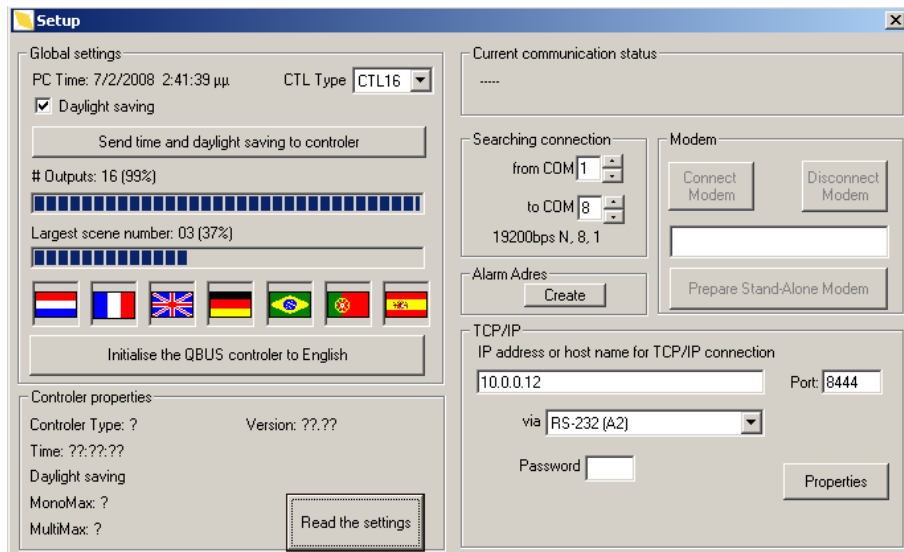 Setup
Global settings
PC Time: 7/2/2008 2:41:39 μμ
CTL Type
CTL16
Daylight saving
Send time and daylight saving to controler
# Outputs: 16 (99%)
Largest scene number: 03 (37%)
Initialise the QBUS controler to English
Controler properties
Controler Type: ?
Version: ??.??
Time: ??:??:??
Daylight saving
MonoMax: ?
MultiMax: ?
Read the settings
Current communication status
-----
Searching connection
from COM 1
to COM 8
19200bps N, 8, 1
Modem
Connect
Modem
Disconnect
Modem
Prepare Stand-Alone Modem
Alarm Adres
Create
TCP/IP
IP address or host name for TCP/IP connection
10.0.0.12
Port: 8444
via RS-232 (A2)
Password
Properties